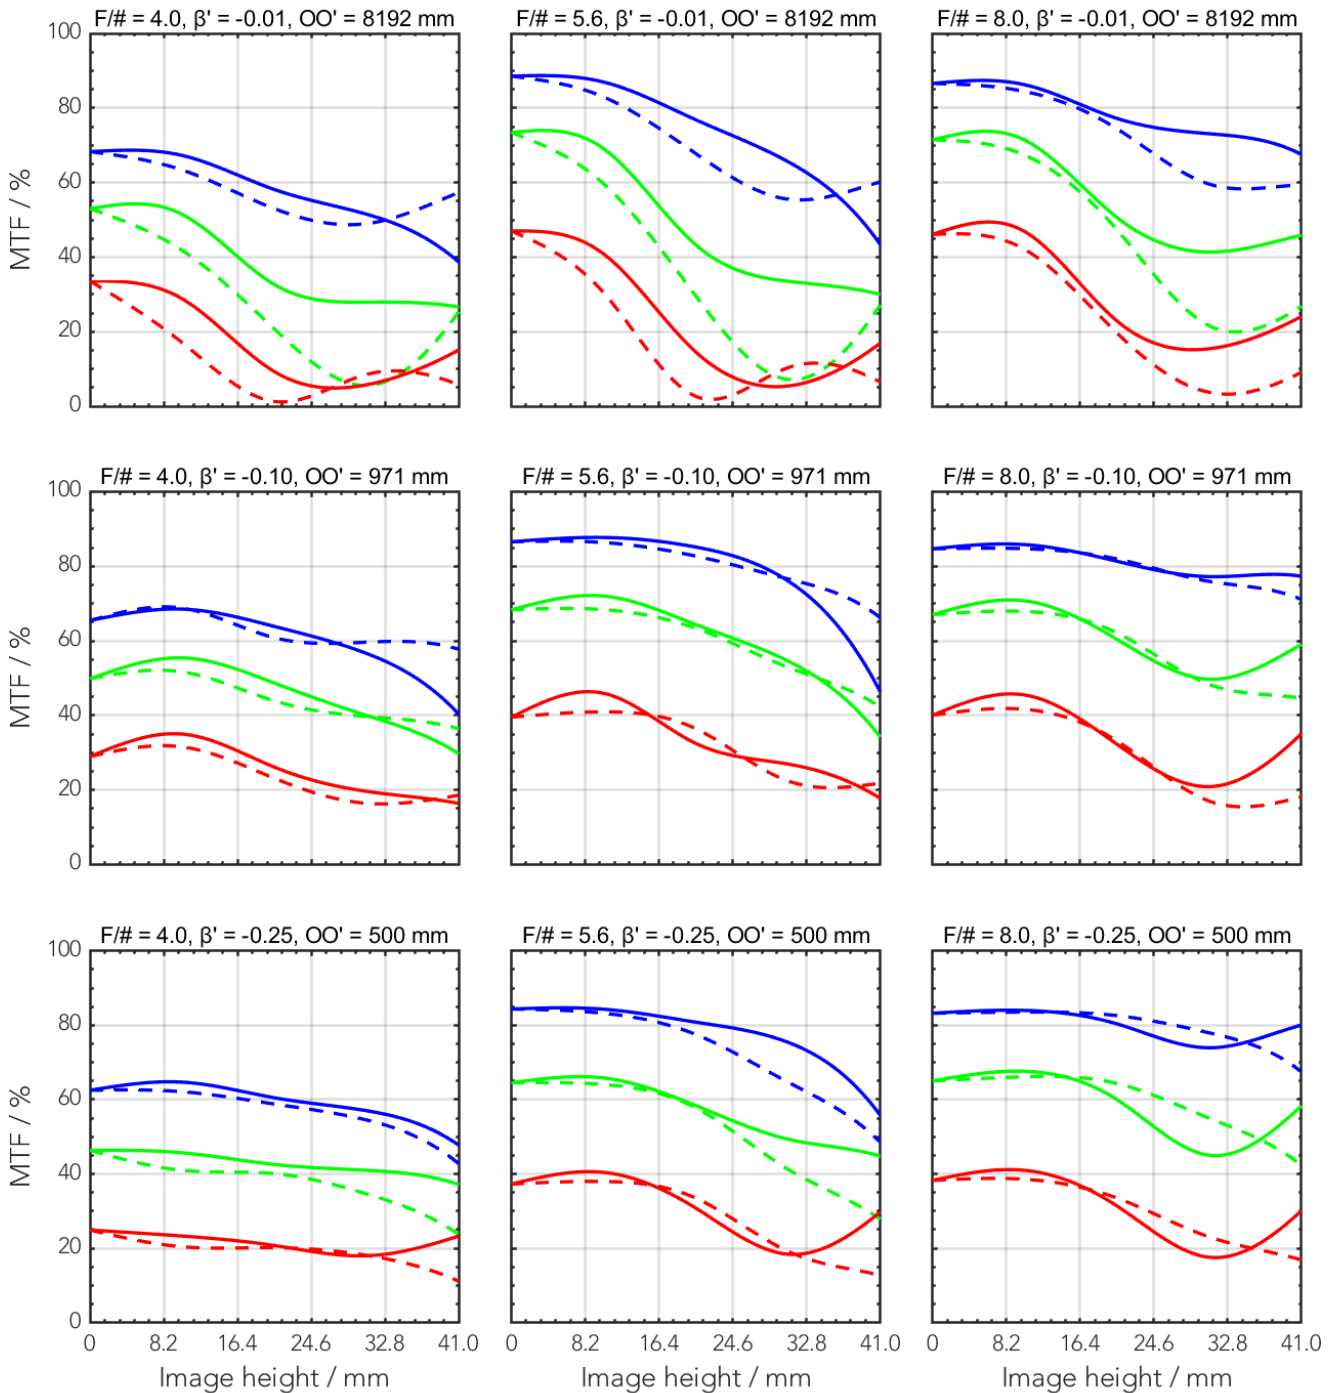 F/# = 4.0, β' = -0.01, OO' = 8192 mm
F/# = 5.6, β' = -0.01, OO' = 8192 mm
F/# = 8.0, β' = -0.01, OO' = 8192 mm
100
80
60
40
20
0
MTF / %
F/# = 4.0, β' = -0.10, OO' = 971 mm
F/# = 5.6, β' = -0.10, OO' = 971 mm
F/# = 8.0, β' = -0.10, OO' = 971 mm
100
80
60
40
20
0
MTF / %
F/# = 4.0, β' = -0.25, OO' = 500 mm
F/# = 5.6, β' = -0.25, OO' = 500 mm
F/# = 8.0, β' = -0.25, OO' = 500 mm
100
80
60
40
20
0
MTF / %
0 8.2 16.4 24.6 32.8 41.0
0 8.2 16.4 24.6 32.8 41.0
0 8.2 16.4 24.6 32.8 41.0
Image height / mm
Image height / mm
Image height / mm